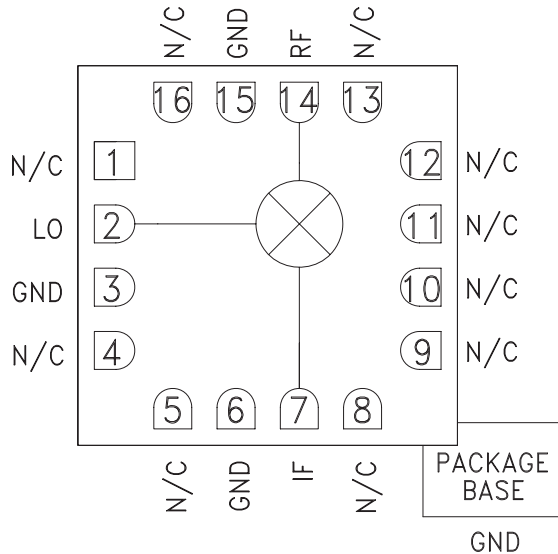 N/C GND RF N/C
16 15 14 13
N/C 1 12 N/C
LO 2 11 N/C
GND 3 10 N/C
N/C 4 9 N/C
5 6 7 8
N/C GND IF N/C
PACKAGE
BASE
GND